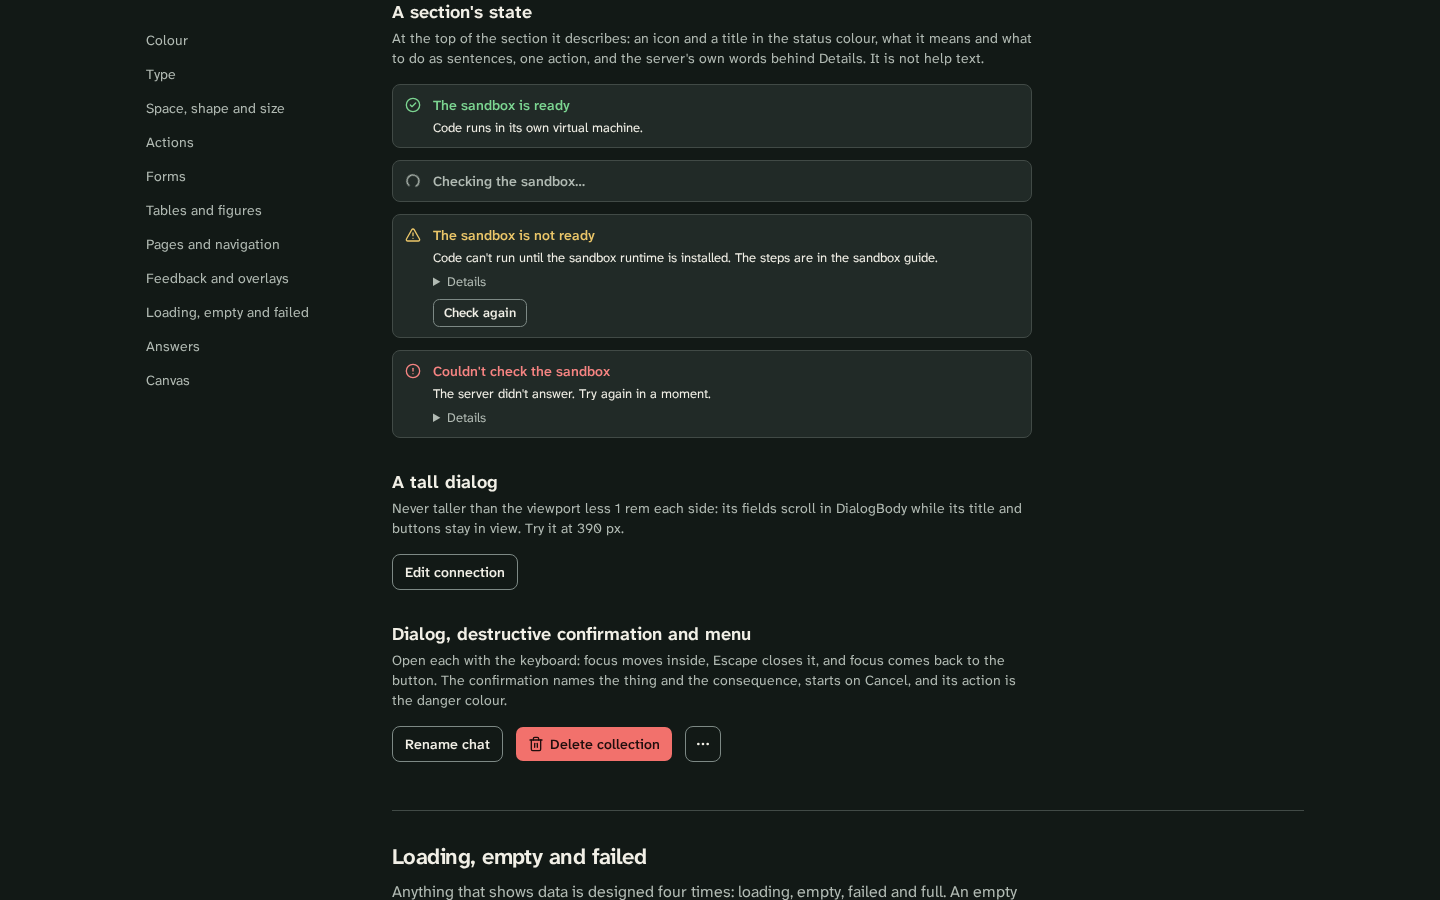 Colour
Type
Space, shape and size
Actions
Forms
Tables and figures
Pages and navigation
Feedback and overlays
Loading, empty and failed
Answers
Canvas
A section's state
At the top of the section it describes: an icon and a title in the status colour, what it means and what
to do as sentences, one action, and the server's own words behind Details. It is not help text.
The sandbox is ready
Code runs in its own virtual machine.
Checking the sandbox…
The sandbox is not ready
Code can't run until the sandbox runtime is installed. The steps are in the sandbox guide.
Details
Check again
Couldn't check the sandbox
The server didn't answer. Try again in a moment.
Details
A tall dialog
Never taller than the viewport less 1 rem each side: its fields scroll in DialogBody while its title and
buttons stay in view. Try it at 390 px.
Edit connection
Dialog, destructive confirmation and menu
Open each with the keyboard: focus moves inside, Escape closes it, and focus comes back to the
button. The confirmation names the thing and the consequence, starts on Cancel, and its action is
the danger colour.
Rename chat
Delete collection
Loading, empty and failed
Anything that shows data is designed four times: loading, empty, failed and full. An empty